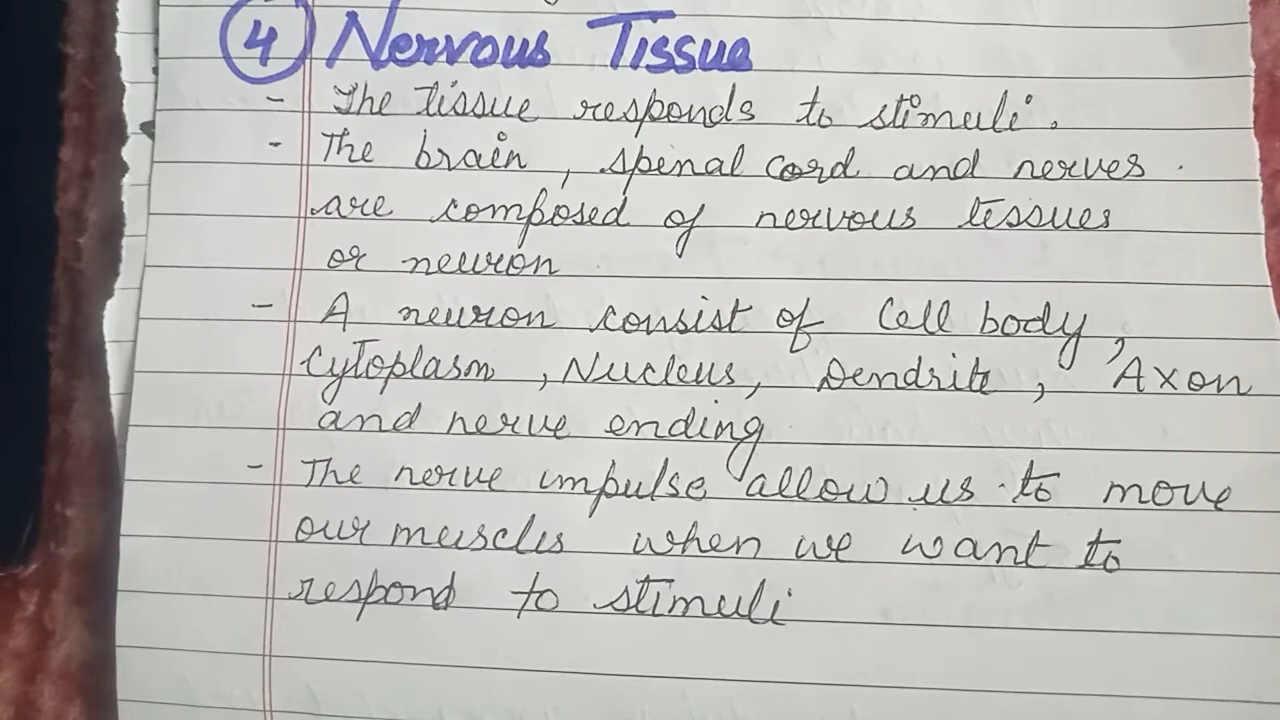 4 Nervous Tissue
- The tissue responds to stimuli.
- The brain, spinal cord and nerves
are composed of nervous tissues
or neuron
- A neuron consist of Cell body,
Cytoplasm, Nucleus, Dendrite, Axon
and nerve ending
- The nerve impulse allow us to move
our muscles when we want to
respond to stimuli